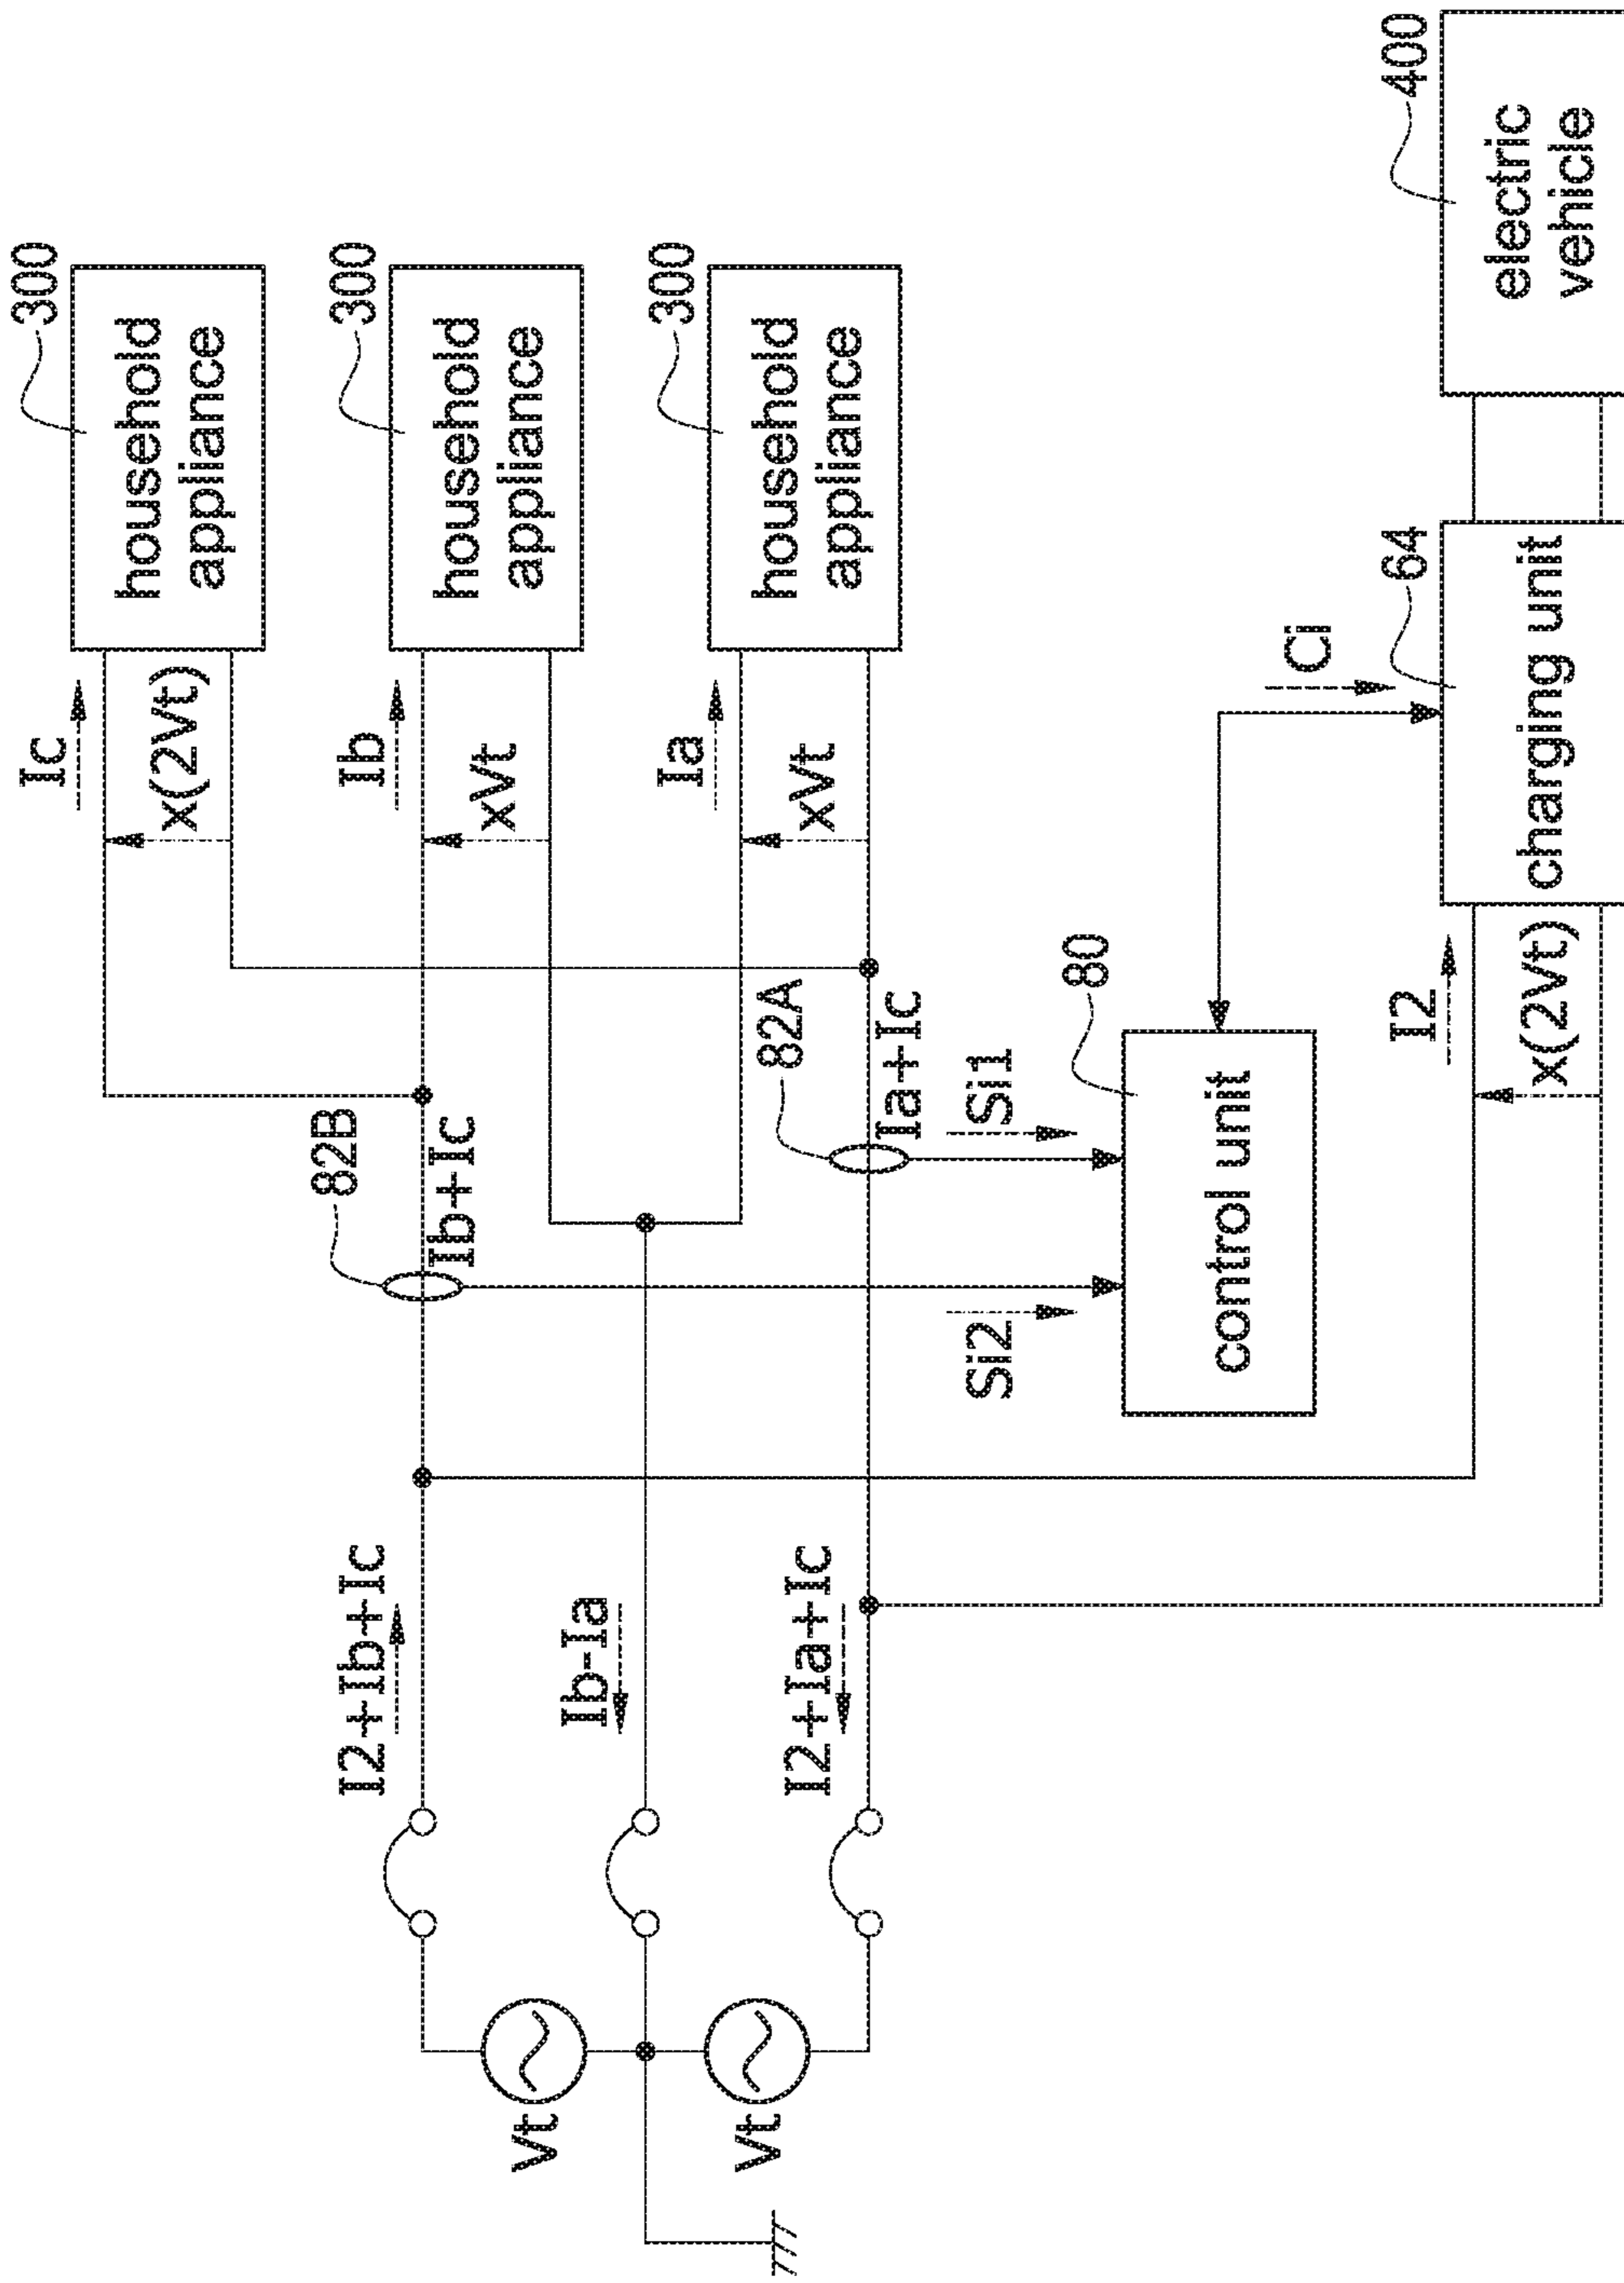 300
household
appliance
Ic
x(2Vt)
300
household
appliance
Ib
xVt
300
household
appliance
Ia
xVt
82B
Ib+Ic
82A
Ia+Ic
Si1
Si2
80
control unit
Ci
64
charging unit
400
electric
vehicle
I2
x(2Vt)
I2+Ib+Ic
Ib-Ia
I2+Ia+Ic
Vt
Vt